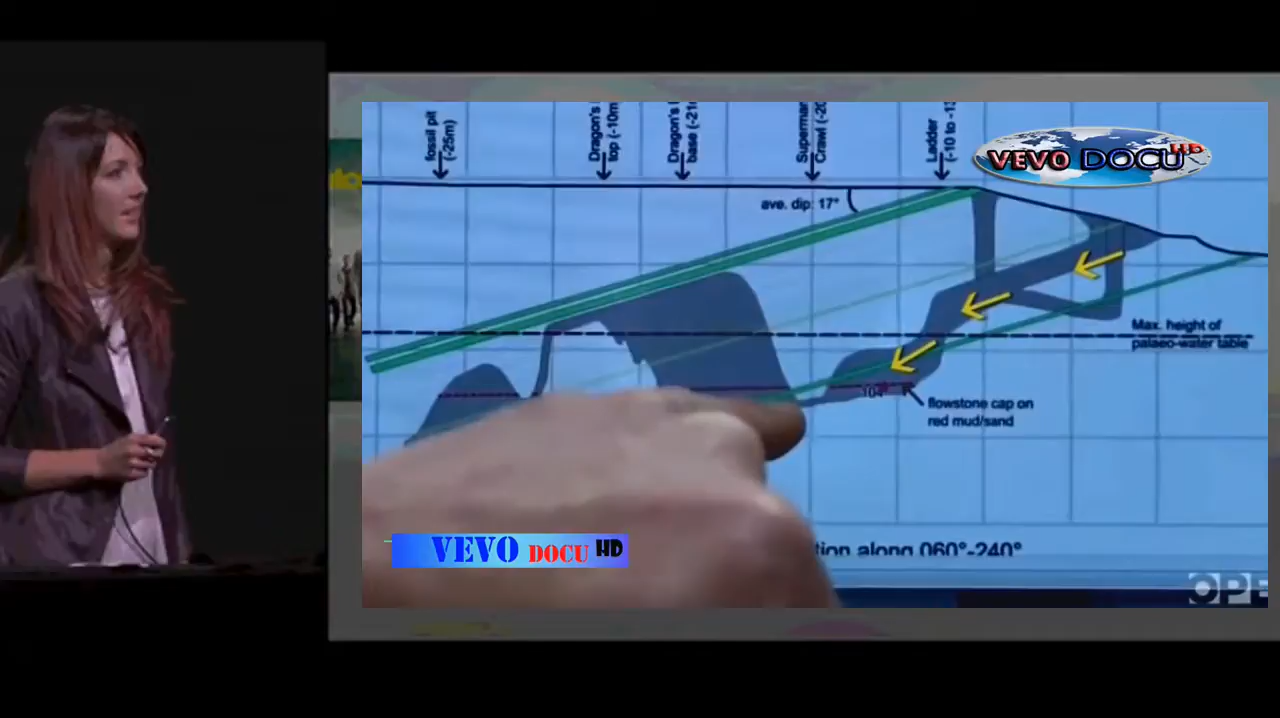 fossil pit
(-25m)
Dragon's
top (-10m
Dragon's
base (-21
Superman
Crawl (-20
Ladder
(-10 to -13
VEVO DOCU HD
ave. dip: 17°
Max. height of
palaeo-water table
104
flowstone cap on
red mud/sand
VEVO DOCU HD
tion along 060°-240°
OPE